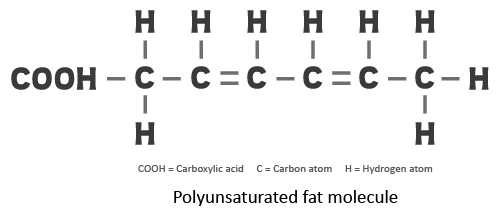 H H H H H H
COOH – C – C = C – C = C – C – H
H H
COOH = Carboxylic acid C = Carbon atom H = Hydrogen atom
Polyunsaturated fat molecule